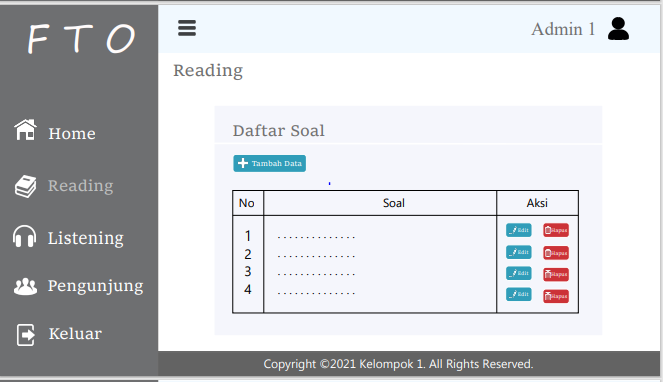 FTO
Home
Reading
Listening
Pengunjung
Keluar
Admin 1
Reading
Daftar Soal
Tambah Data
No Soal Aksi
1 . . . . . . . . . . . . . . Edit Hapus
2 . . . . . . . . . . . . . . Edit Hapus
3 . . . . . . . . . . . . . . Edit Hapus
4 . . . . . . . . . . . . . . Edit Hapus
Copyright ©2021 Kelompok 1. All Rights Reserved.